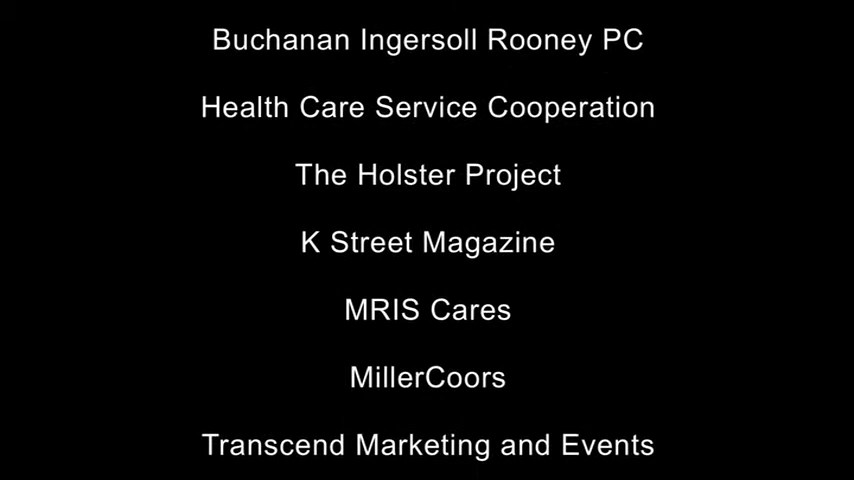 Buchanan Ingersoll Rooney PC
Health Care Service Cooperation
The Holster Project
K Street Magazine
MRIS Cares
MillerCoors
Transcend Marketing and Events